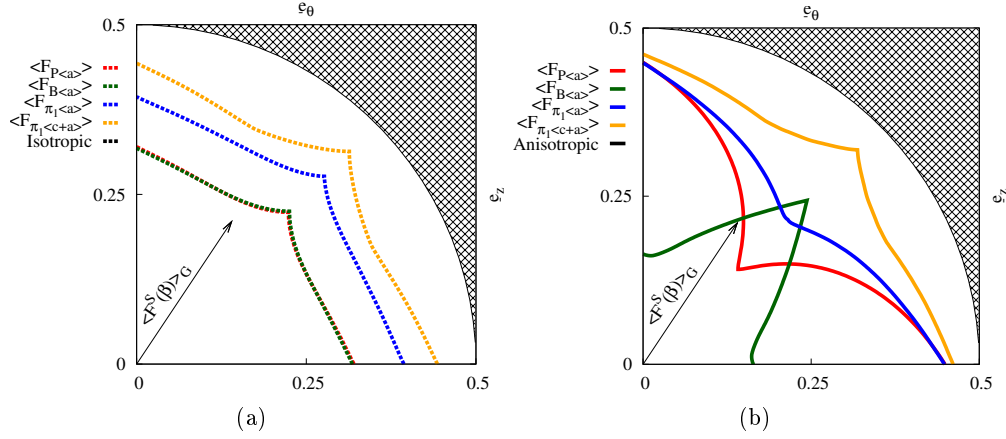 e_θ
0.5
<F_P<a>>
<F_B<a>>
<F_π₁<a>>
<F_π₁<c+a>>
Isotropic
0.25
e_z
<F^S(β)>_G
0
0
0.25
0.5
(a)
e_θ
0.5
<F_P<a>>
<F_B<a>>
<F_π₁<a>>
<F_π₁<c+a>>
Anisotropic
0.25
e_z
<F^S(β)>_G
0
0
0.25
0.5
(b)